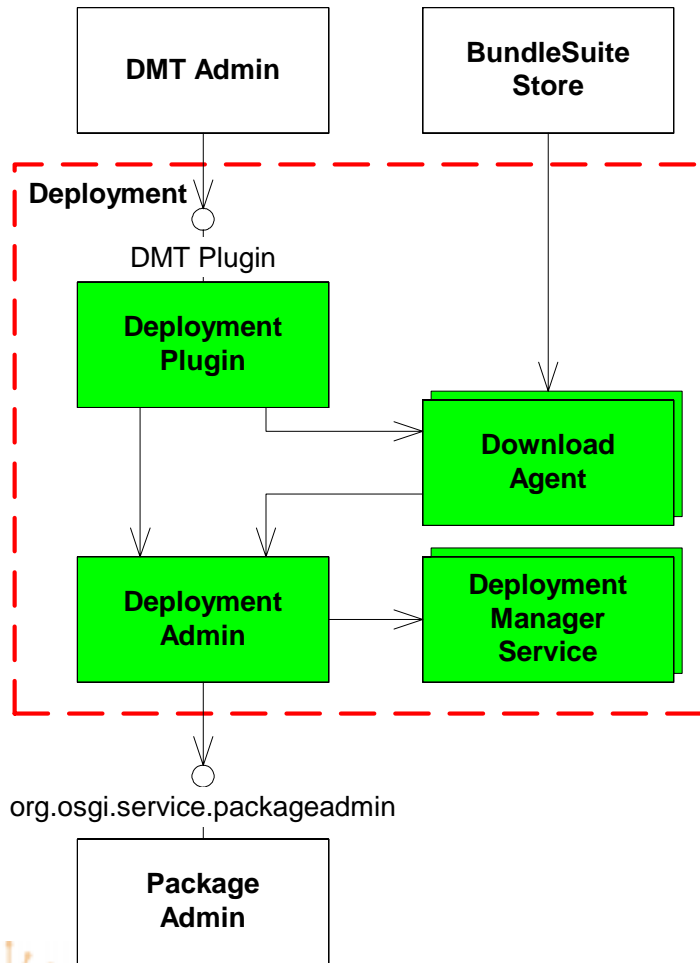 DMT Admin
BundleSuite
Store
Deployment
DMT Plugin
Deployment
Plugin
Download
Agent
Deployment
Admin
Deployment
Manager
Service
org.osgi.service.packageadmin
Package
Admin